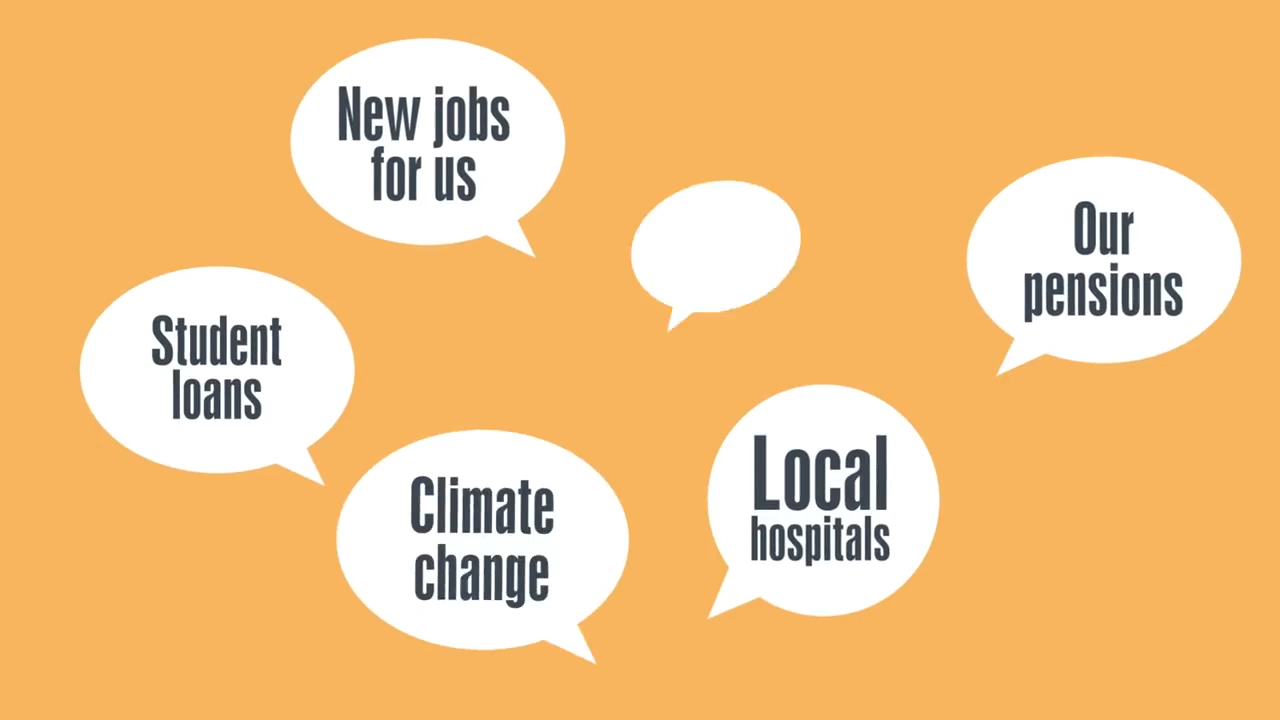 New jobs
for us
Our
pensions
Student
loans
Climate
change
Local
hospitals